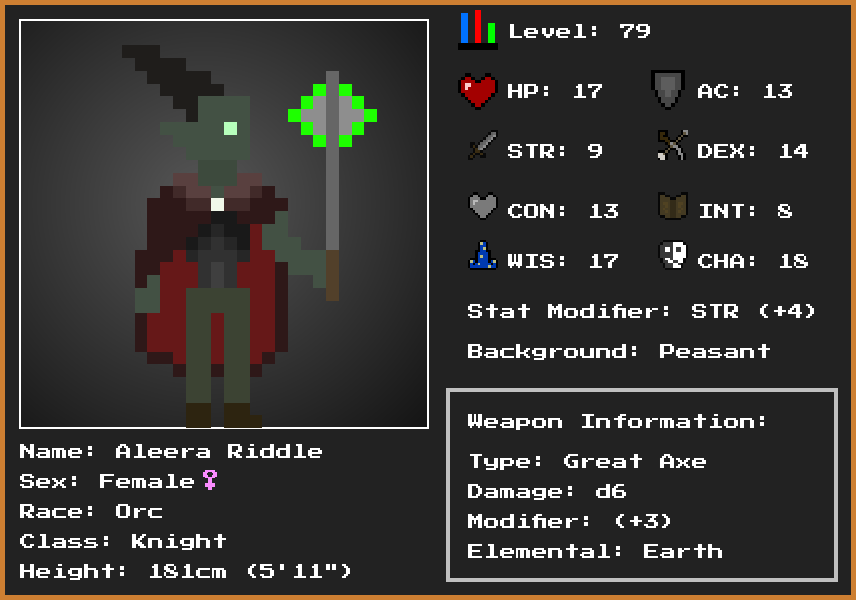 Level: 79
HP: 17
AC: 13
STR: 9
DEX: 14
CON: 13
INT: 8
WIS: 17
CHA: 18
Stat Modifier: STR (+4)
Background: Peasant
Weapon Information:
Type: Great Axe
Damage: d6
Modifier: (+3)
Elemental: Earth
Name: Aleera Riddle
Sex: Female♀
Race: Orc
Class: Knight
Height: 181cm (5'11")